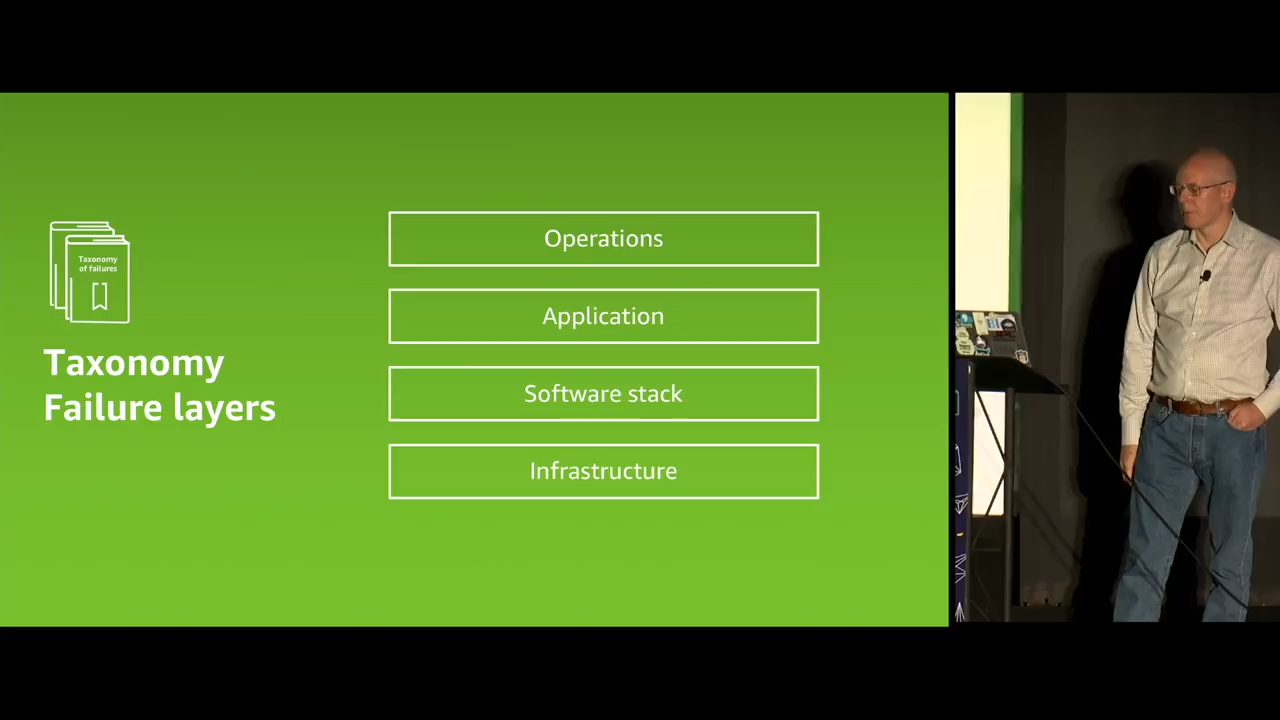 Taxonomy
of failures
Taxonomy
Failure layers
Operations
Application
Software stack
Infrastructure